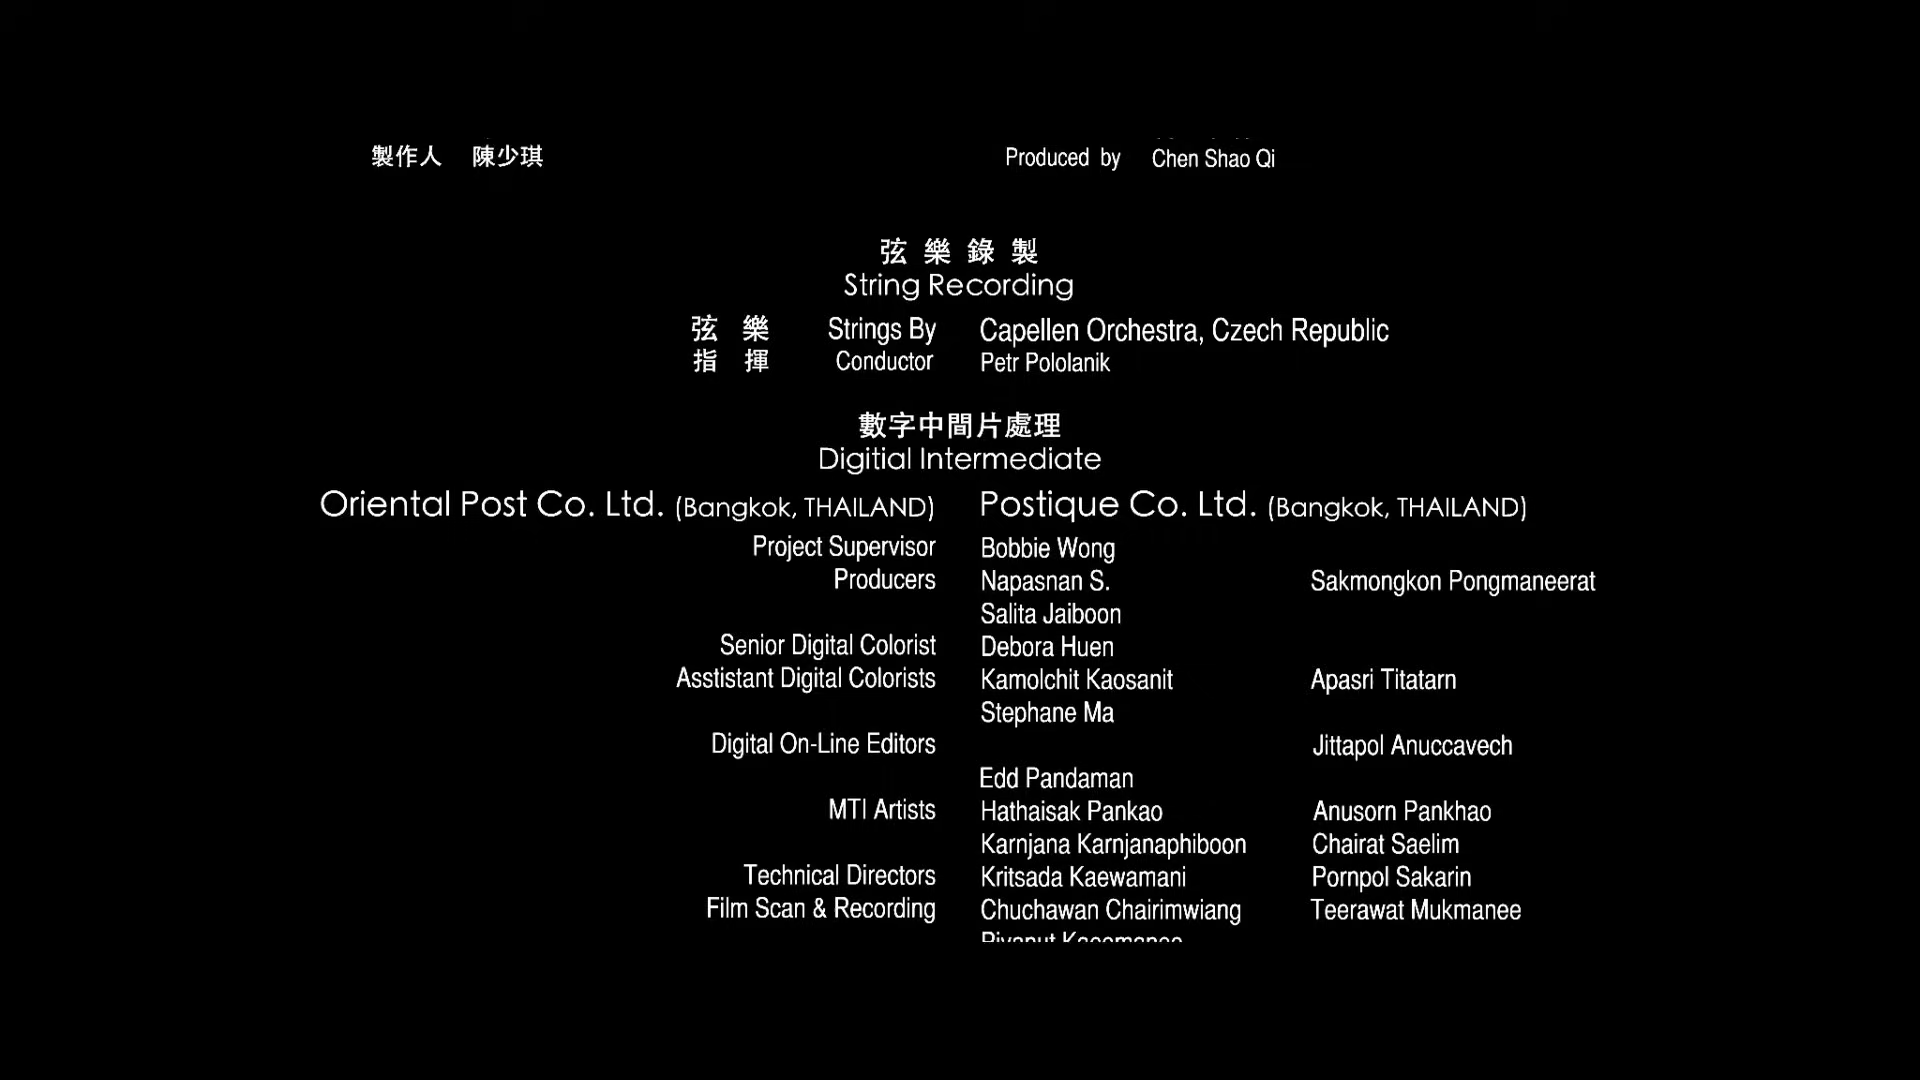 製作人 陳少琪 Produced by Chen Shao Qi
弦樂錄製
String Recording
弦樂 Strings By Capellen Orchestra, Czech Republic
指揮 Conductor Petr Pololanik
數字中間片處理
Digitial Intermediate
Oriental Post Co. Ltd. (Bangkok, THAILAND) Postique Co. Ltd. (Bangkok, THAILAND)
Project Supervisor Bobbie Wong
Producers Napasnan S. Sakmongkon Pongmaneerat
Salita Jaiboon
Senior Digital Colorist Debora Huen
Asstistant Digital Colorists Kamolchit Kaosanit Apasri Titatarn
Stephane Ma
Digital On-Line Editors Jittapol Anuccavech
Edd Pandaman
MTI Artists Hathaisak Pankao Anusorn Pankhao
Karnjana Karnjanaphiboon Chairat Saelim
Technical Directors Kritsada Kaewamani Pornpol Sakarin
Film Scan & Recording Chuchawan Chairimwiang Teerawat Mukmanee